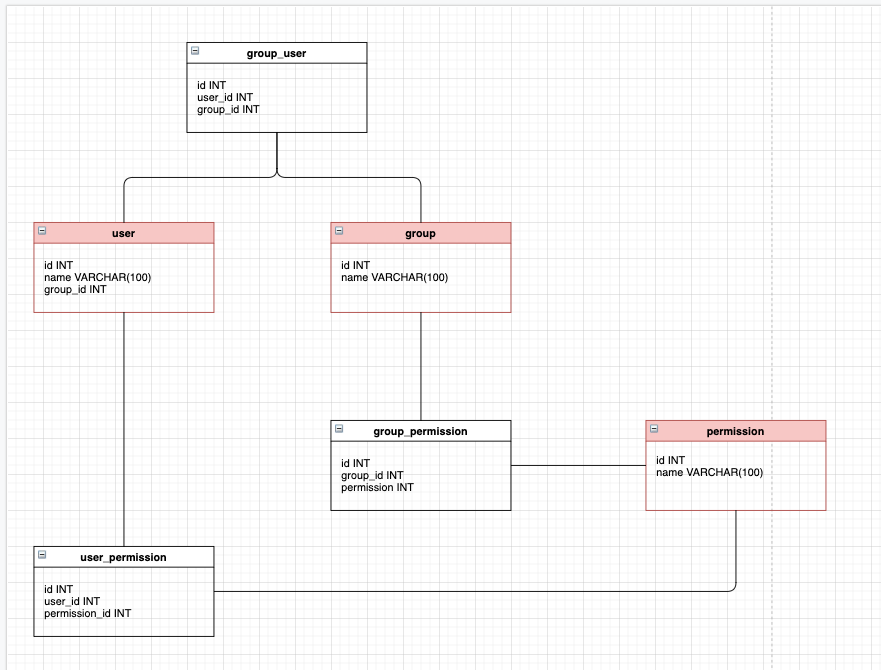 group_user
id INT
user_id INT
group_id INT
user
id INT
name VARCHAR(100)
group_id INT
group
id INT
name VARCHAR(100)
group_permission
id INT
group_id INT
permission INT
permission
id INT
name VARCHAR(100)
user_permission
id INT
user_id INT
permission_id INT